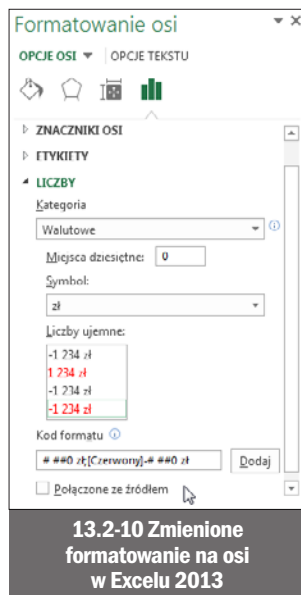 Formatowanie osi
OPCJE OSI
OPCJE TEKSTU
ZNACZNIKI OSI
ETYKIETY
LICZBY
Kategoria
Walutowe
Miejsca dziesiętne: 0
Symbol:
zł
Liczby ujemne:
-1 234 zł
1 234 zł
-1 234 zł
-1 234 zł
Kod formatu
# ##0 zł;[Czerwony]-# ##0 zł
Dodaj
Połączone ze źródłem
13.2-10 Zmienione
formatowanie na osi
w Excelu 2013